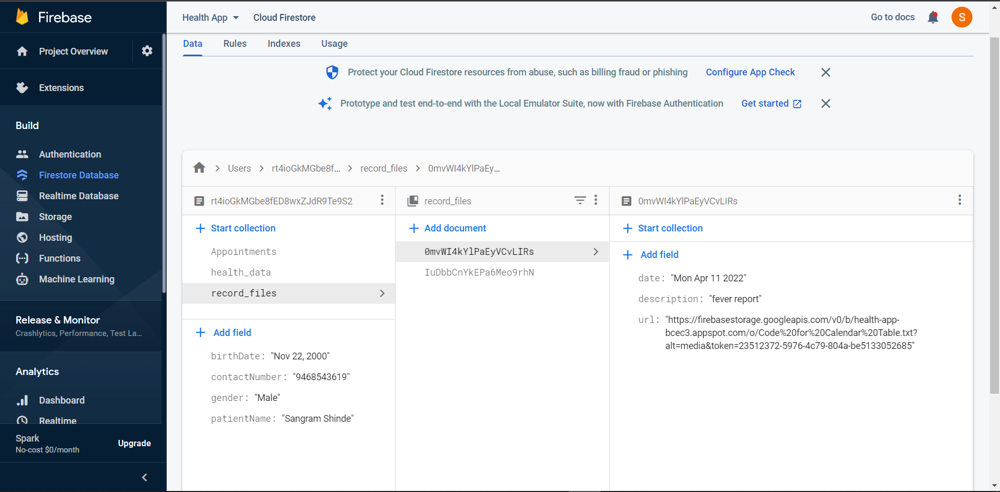 Firebase
Project Overview
Extensions
Build
Authentication
Firestore Database
Realtime Database
Storage
Hosting
Functions
Machine Learning
Release & Monitor
Crashlytics, Performance, Test La...
Analytics
Dashboard
Realtime
Spark
No-cost $0/month
Upgrade
Health App
Cloud Firestore
Go to docs
S
Data
Rules
Indexes
Usage
Protect your Cloud Firestore resources from abuse, such as billing fraud or phishing
Configure App Check
Prototype and test end-to-end with the Local Emulator Suite, now with Firebase Authentication
Get started
Users
rt4ioGkMGbe8f...
record_files
0mvWI4kYlPaEy...
rt4ioGkMGbe8fED8wxZJdR9Te9S2
Start collection
Appointments
health_data
record_files
Add field
birthDate: "Nov 22, 2000"
contactNumber: "9468543619"
gender: "Male"
patientName: "Sangram Shinde"
record_files
Add document
0mvWI4kYlPaEyVCvLIRs
IuDbbCnYkEPa6Meo9rhN
0mvWI4kYlPaEyVCvLIRs
Start collection
Add field
date: "Mon Apr 11 2022"
description: "fever report"
url: "https://firebasestorage.googleapis.com/v0/b/health-app-
bcec3.appspot.com/o/Code%20for%20Calendar%20Table.txt?
alt=media&token=23512372-5976-4c79-804a-be5133052685"